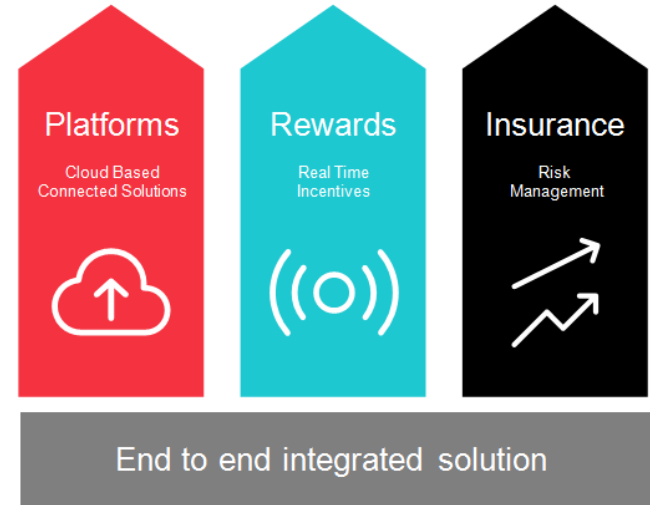 Platforms
Cloud Based
Connected Solutions
Rewards
Real Time
Incentives
Insurance
Risk
Management
End to end integrated solution